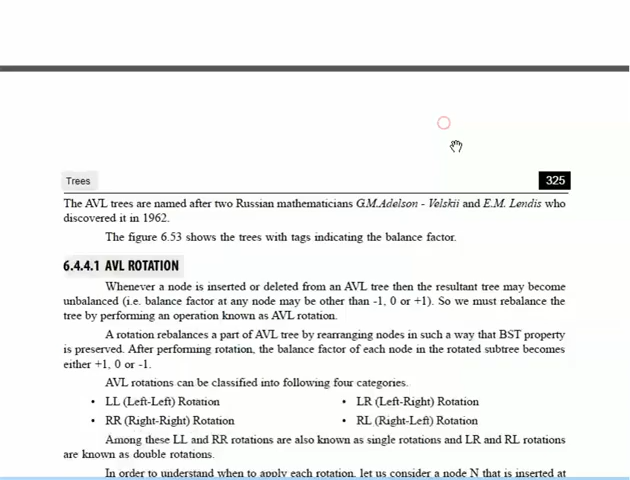 Trees
325
The AVL trees are named after two Russian mathematicians G.M.Adelson - Velskii and E.M. Lendis who
discovered it in 1962.
The figure 6.53 shows the trees with tags indicating the balance factor.
6.4.4.1 AVL ROTATION
Whenever a node is inserted or deleted from an AVL tree then the resultant tree may become
unbalanced (i.e. balance factor at any node may be other than -1, 0 or +1). So we must rebalance the
tree by performing an operation known as AVL rotation.
A rotation rebalances a part of AVL tree by rearranging nodes in such a way that BST property
is preserved. After performing rotation, the balance factor of each node in the rotated subtree becomes
either +1, 0 or -1.
AVL rotations can be classified into following four categories.
• LL (Left-Left) Rotation
• LR (Left-Right) Rotation
• RR (Right-Right) Rotation
• RL (Right-Left) Rotation
Among these LL and RR rotations are also known as single rotations and LR and RL rotations
are known as double rotations.
In order to understand when to apply each rotation, let us consider a node N that is inserted at